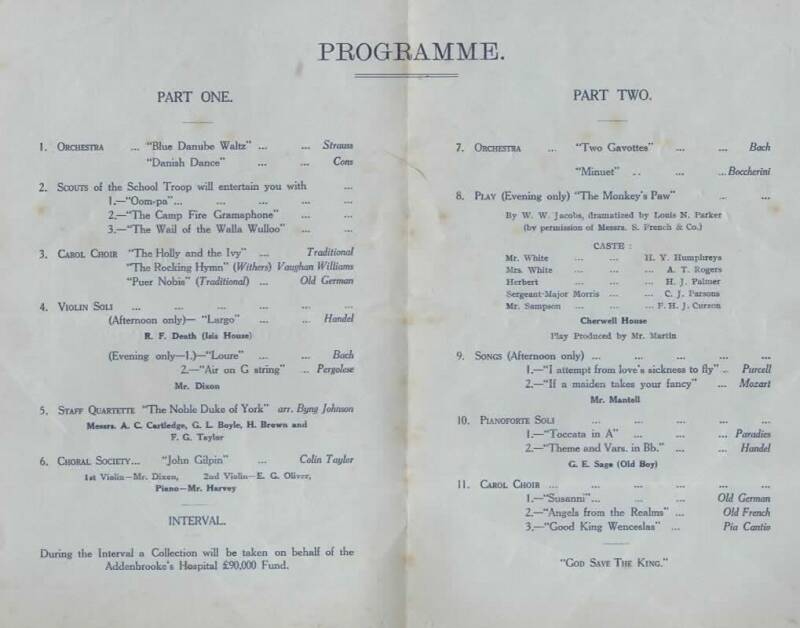 PROGRAMME.
PART ONE.
1. ORCHESTRA ... "Blue Danube Waltz" ... ... Strauss
"Danish Dance" ... ... Cons
2. SCOUTS of the School Troop will entertain you with ...
1.—"Oom-pa"... ... ... ... ...
2.—"The Camp Fire Gramaphone" ... ...
3.—"The Wail of the Walla Wulloo" ... ...
3. CAROL CHOIR "The Holly and the Ivy" ... Traditional
"The Rocking Hymn" (Withers) Vaughan Williams
"Puer Nobis" (Traditional) ... Old German
4. VIOLIN SOLI ... ... ... ... ... ...
(Afternoon only)— "Largo" ... ... Handel
R. F. Death (Isis House)
(Evening only—1.)—"Loure" ... ... Bach
2.—"Air on G string" .. Pergolese
Mr. Dixon
5. STAFF QUARTETTE "The Noble Duke of York" arr. Byng Johnson
Messrs. A. C. Cartledge, G. L. Boyle, H. Brown and
F. G. Taylor
6. CHORAL SOCIETY... "John Gilpin" ... Colin Taylor
1st Violin—Mr. Dixon, 2nd Violin—E. G. Oliver,
Piano—Mr. Harvey
INTERVAL.
During the Interval a Collection will be taken on behalf of the
Addenbrooke's Hospital £90,000 Fund.
PART TWO.
7. ORCHESTRA ... "Two Gavottes" ... ... Bach
"Minuet" .. ... ...Boccherini
8. PLAY (Evening only) "The Monkey's Paw" ... ...
By W. W. Jacobs, dramatized by Louis N. Parker
(by permission of Messrs. S. French & Co.)
CASTE :
Mr. White ... ... H. Y. Humphreys
Mrs. White ... ... A. T. Rogers
Herbert ... ... H. J. Palmer
Sergeant-Major Morris ... ... C. J. Parsons
Mr. Sampson ... ... F. H. J. Curson
Cherwell House
Play Produced by Mr. Martin
9. SONGS (Afternoon only) ... ... ... ...
1.—"I attempt from love's sickness to fly" .. Purcell
2.—"If a maiden takes your fancy" ... Mozart
Mr. Mantell
10. PIANOFORTE SOLI ... ... ... ...
1.—"Toccata in A" ... ... ... Paradies
2.—"Theme and Vars. in Bb." ... ... Handel
G. E. Sage (Old Boy)
11. CAROL CHOIR ... ... ... ... ...
1.—"Susanni"... ... ... Old German
2.—"Angels from the Realms" ... Old French
3.—"Good King Wenceslas" ... Pia Cantio
"GOD SAVE THE KING."